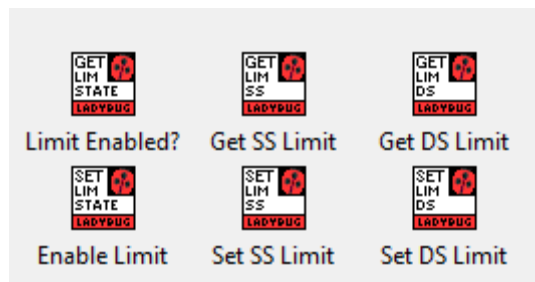 GET
LIM
STATE
LADYBUG
GET
LIM
SS
LADYBUG
GET
LIM
DS
LADYBUG
Limit Enabled?
Get SS Limit
Get DS Limit
SET
LIM
STATE
LADYBUG
SET
LIM
SS
LADYBUG
SET
LIM
DS
LADYBUG
Enable Limit
Set SS Limit
Set DS Limit